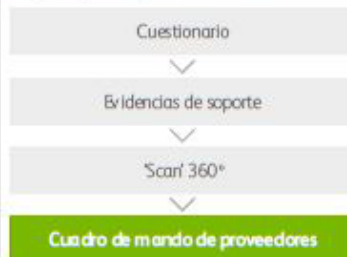 Cuestionario
Evidencias de soporte
'Scan' 360°
Cuadro de mando de proveedores